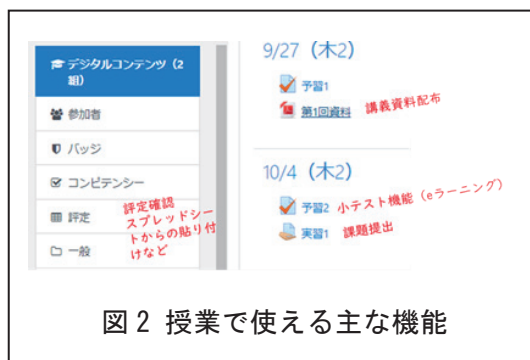 デジタルコンテンツ（2
組）
参加者
バッジ
コンピテンシー
評定
評定確認
スプレッドシー
トからの貼り付
けなど
一般
9/27（木2）
予習1
第1回資料 講義資料配布
10/4（木2）
予習2 小テスト機能（eラーニング）
実習1 課題提出
図2 授業で使える主な機能